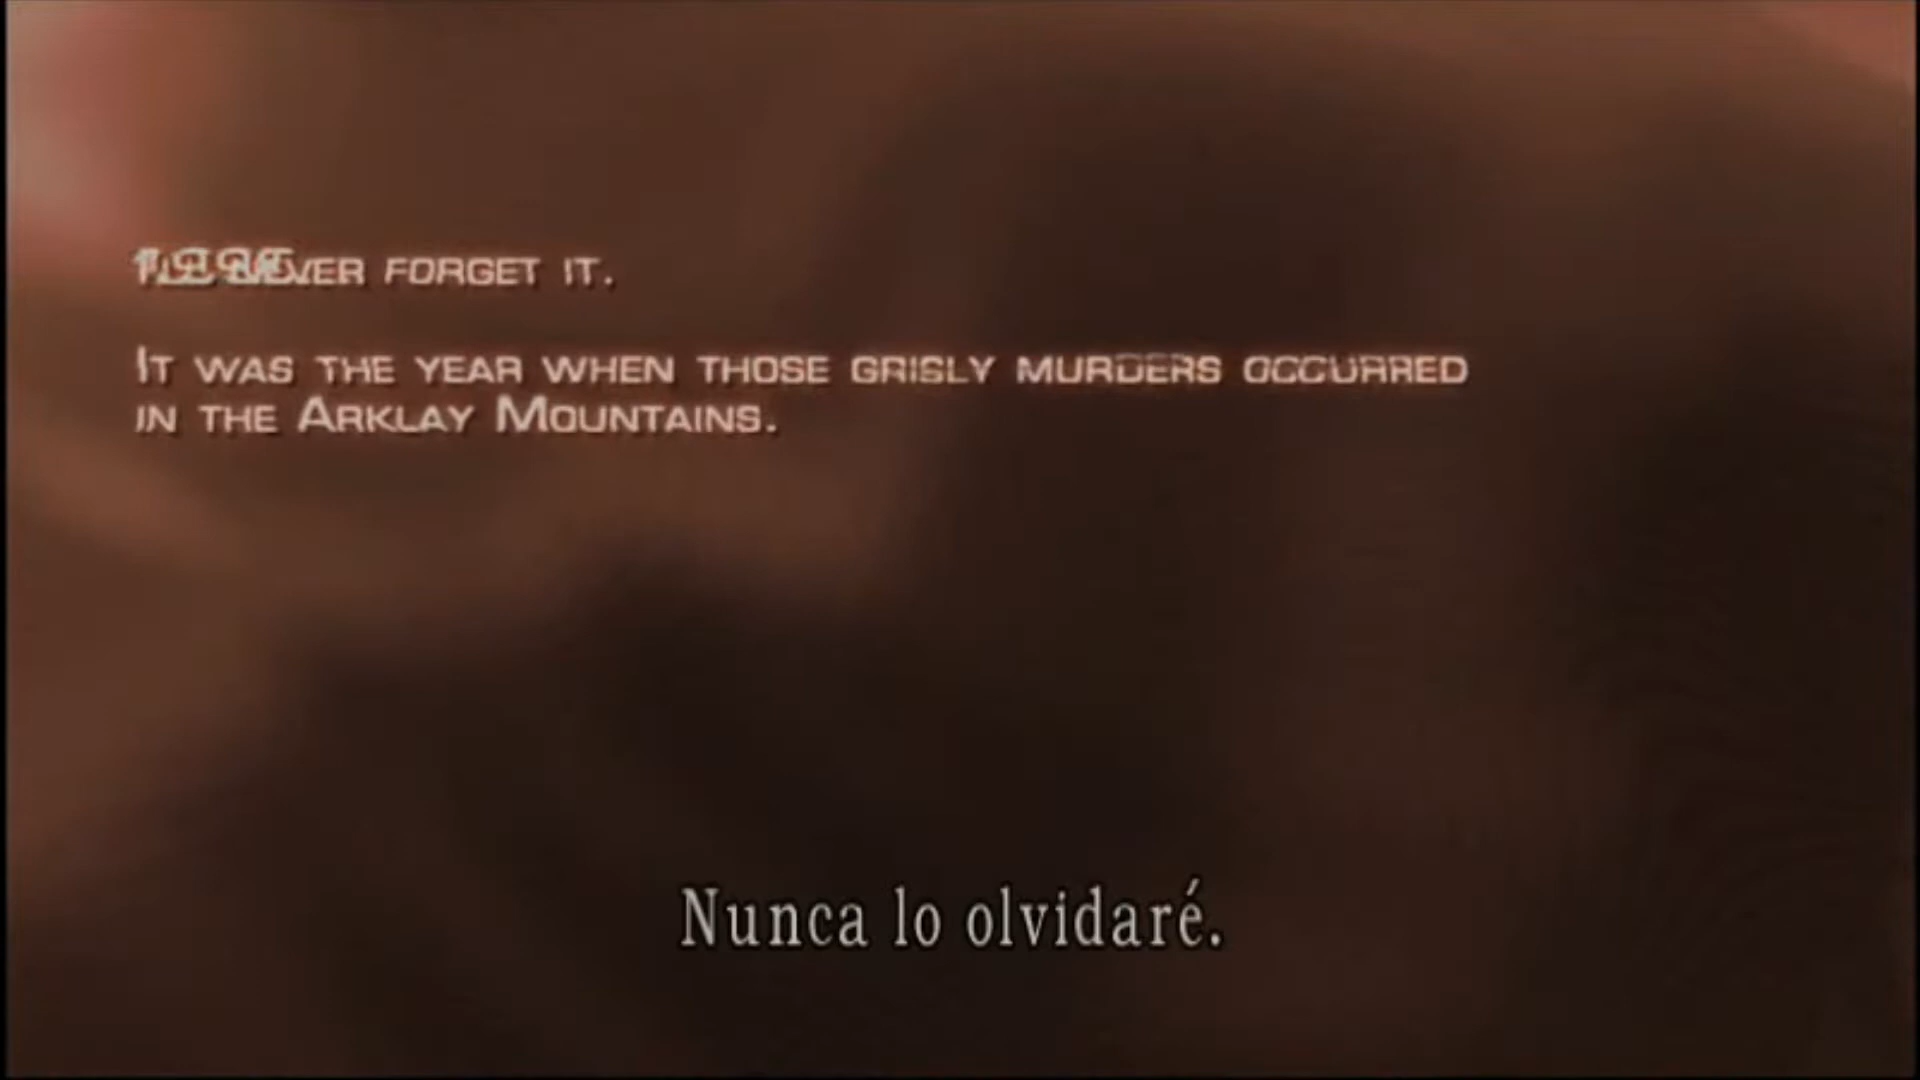 FORGET IT.
IT WAS THE YEAR WHEN THOSE GRISLY MURDERS OCCURRED
IN THE ARKLAY MOUNTAINS.
Nunca lo olvidaré.